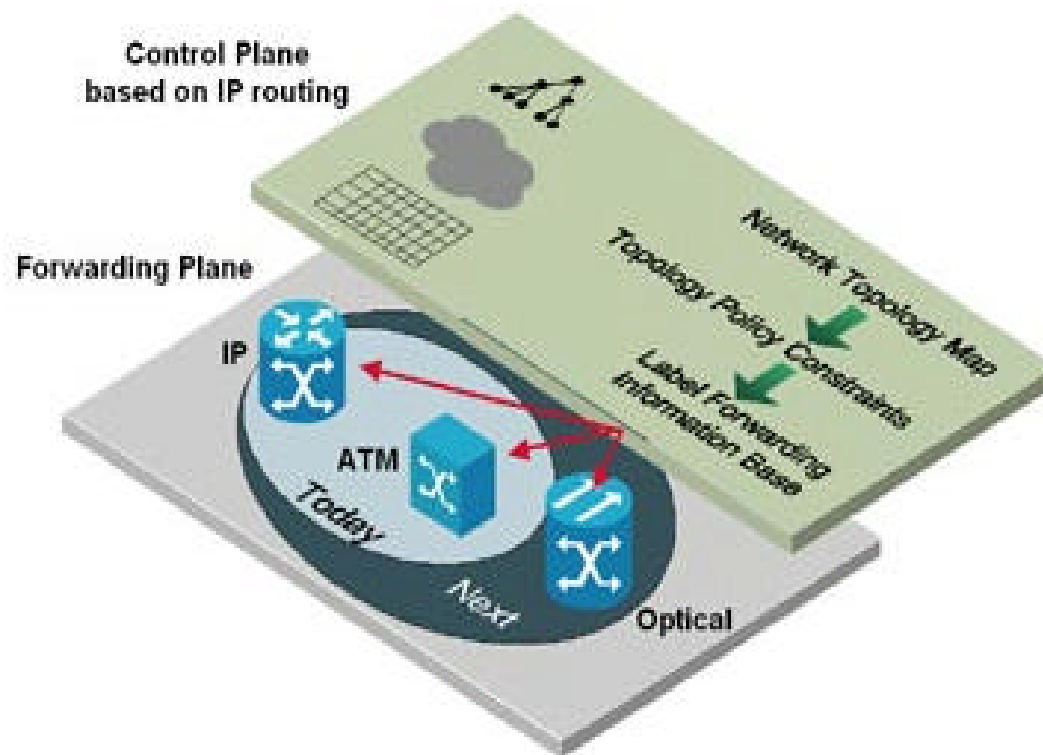 Control Plane
based on IP routing
Network Topology Map
Topology Policy Constraints
Label Forwarding
Information Base
Forwarding Plane
IP
ATM
Today
Next
Optical